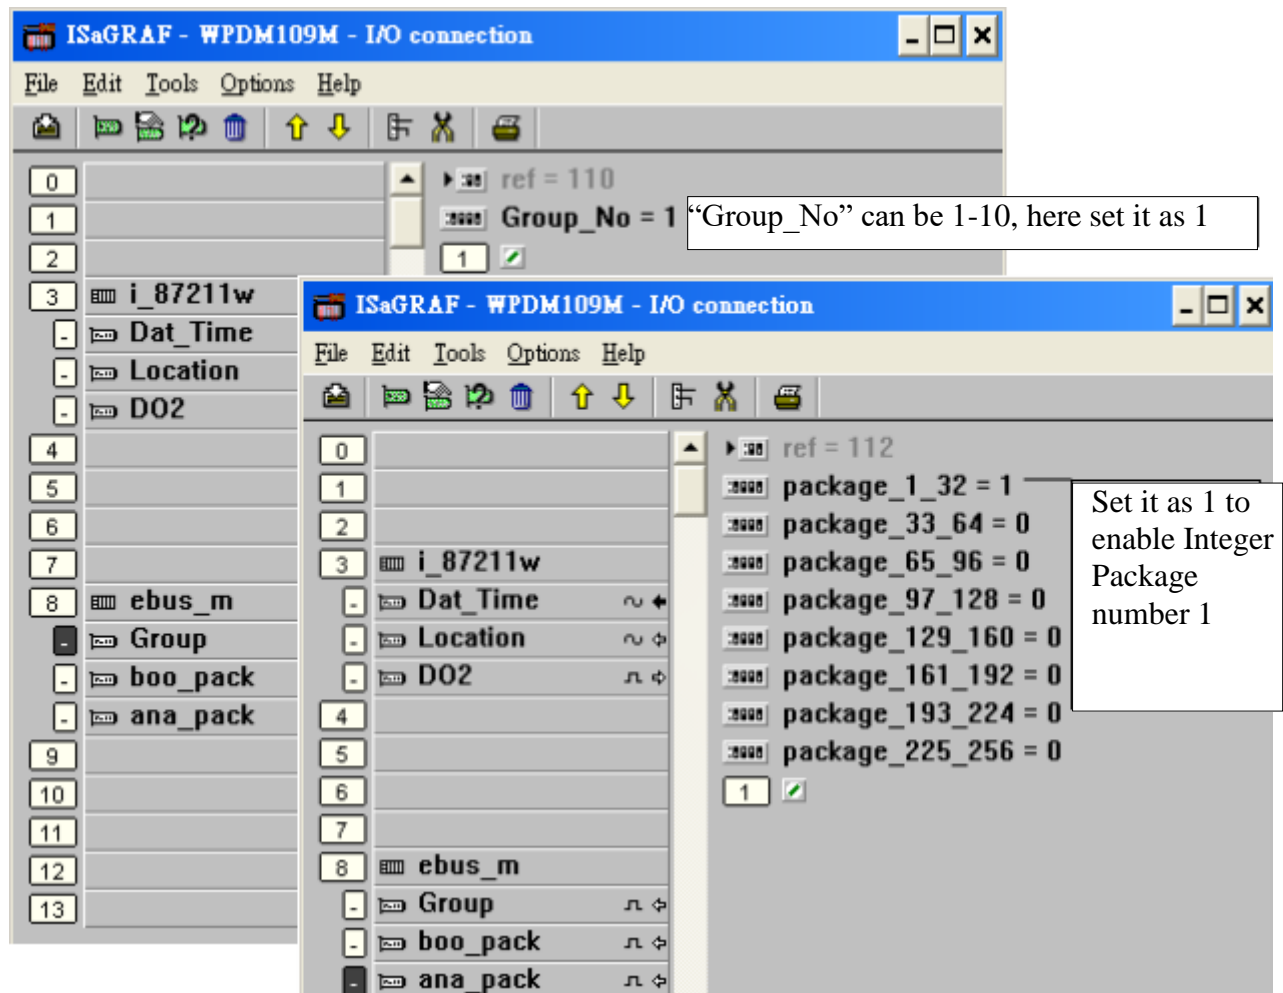 ISaGRAF - WPDM109M - I/O connection
File Edit Tools Options Help
0
1
2
3 i_87211w
- Dat_Time
- Location
- DO2
4
5
6
7
8 ebus_m
- Group
- boo_pack
- ana_pack
9
10
11
12
13
ref = 110
Group_No = 1
1
“Group_No” can be 1-10, here set it as 1
ISaGRAF - WPDM109M - I/O connection
File Edit Tools Options Help
0
1
2
3 i_87211w
- Dat_Time
- Location
- DO2
4
5
6
7
8 ebus_m
- Group
- boo_pack
- ana_pack
ref = 112
package_1_32 = 1
package_33_64 = 0
package_65_96 = 0
package_97_128 = 0
package_129_160 = 0
package_161_192 = 0
package_193_224 = 0
package_225_256 = 0
1
Set it as 1 to
enable Integer
Package
number 1